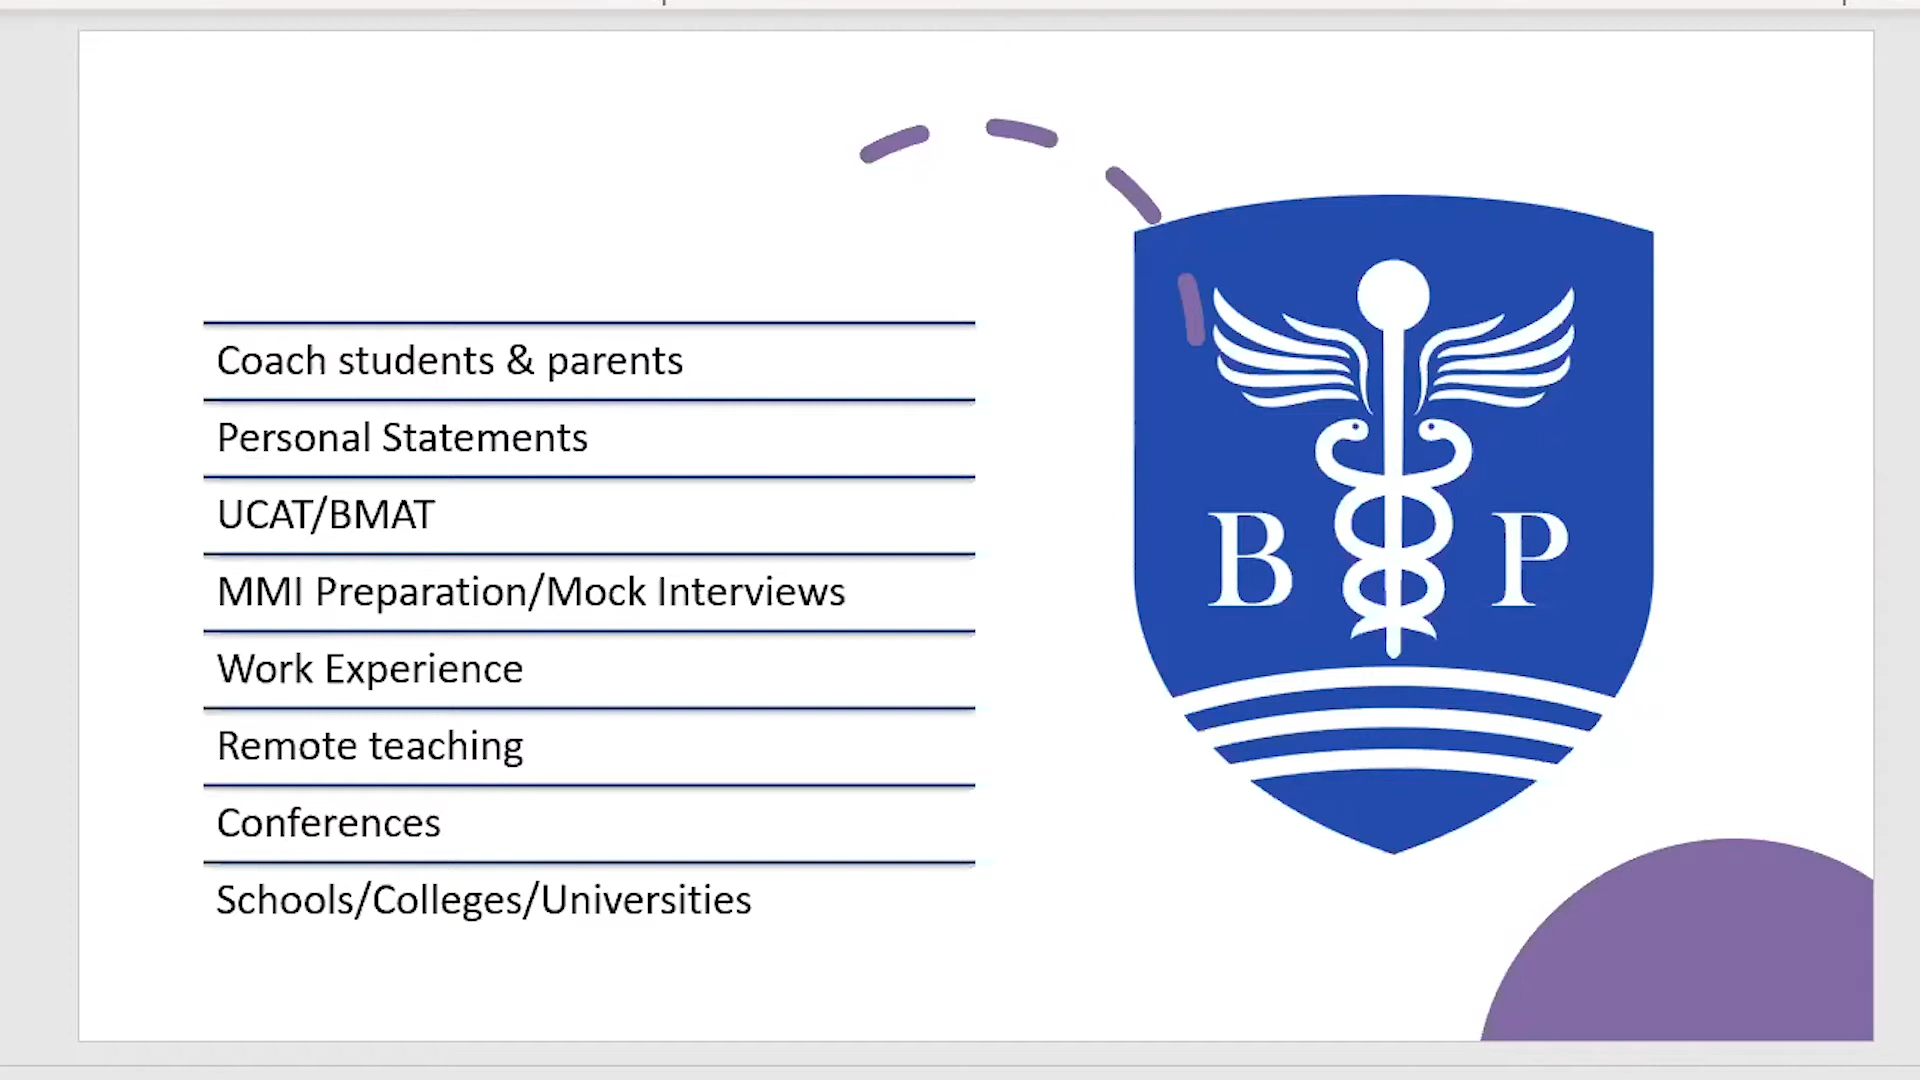 Coach students & parents
Personal Statements
UCAT/BMAT
MMI Preparation/Mock Interviews
Work Experience
Remote teaching
Conferences
Schools/Colleges/Universities
B P